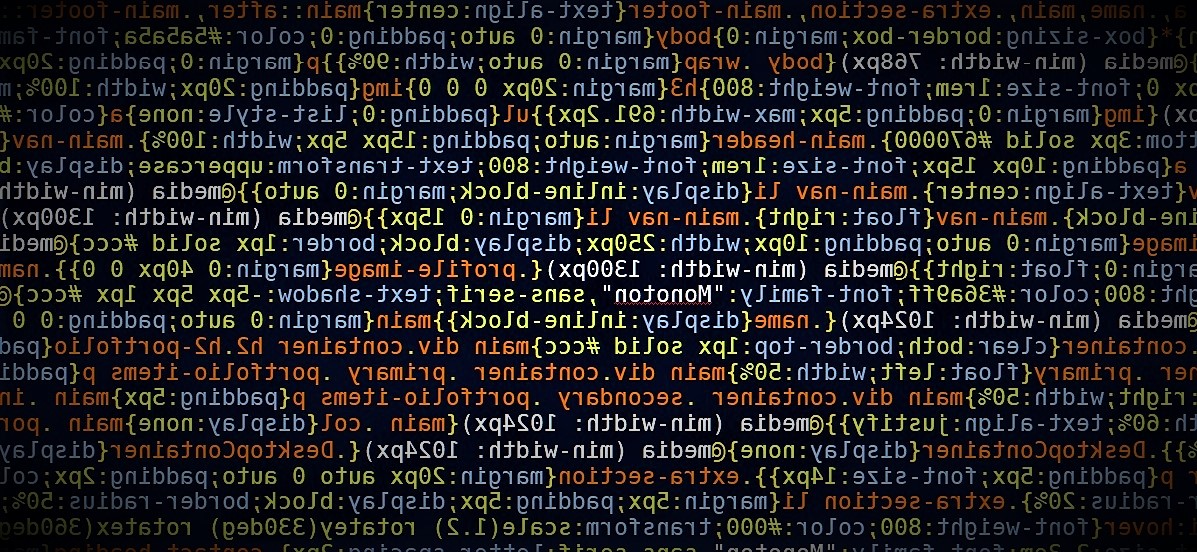 a,.name,main,.extra-section,.main-footer{text-align:center}main::after,.main-footer
}*{box-sizing:border-box;margin:0}body{margin:0 auto;padding:0;color:#5a5a5a;font-fam
@media (min-width: 768px){body .wrap{margin:0 auto;width:90%}}p{margin:0;padding:20px
px 0;font-size:1rem;font-weight:800}h3{margin:20px 0 0 0}img{padding:20px;width:100%;m
px){img{margin:0;padding:5px;max-width:691.2px}}ul{padding:0;list-style:none}a{color:#
ttom:3px solid #670000}.main-header{margin:auto;padding:15px 5px;width:100%}.main-nav{
a{padding:10px 15px;font-size:1rem;font-weight:800;text-transform:uppercase;display:b
v{text-align:center}.main-nav li{display:inline-block;margin:0 auto}}@media (min-width
ine-block}.main-nav{float:right}.main-nav li{margin:0 15px}}@media (min-width: 1300px)
image{margin:0 auto;padding:10px;width:250px;display:block;border:1px solid #ccc}@medi
argin:0;float:right}}@media (min-width: 1300px){.profile-image{margin:0 40px 0 0}}.nam
ght:800;color:#36a9ff;font-family:"Monoton",sans-serif;text-shadow:-5px 5px 1px #ccc}@
@media (min-width: 1024px){.name{display:inline-block}}main{margin:0 auto;padding:0 0
.container{clear:both;border-top:1px solid #ccc}main div.container h2.h2-portfolio{pad
ner .primary{float:left;width:50%}main div.container .primary .portfolio-items p{paddi
:right;width:50%}main div.container .secondary .portfolio-items p{padding:5px}main .in
th:60%;text-align:justify}}@media (min-width: 1024px){main .col{display:none}main .por
%}}.DesktopContainer{display:none}@media (min-width: 1024px){.DesktopContainer{display
r p{padding:5px;font-size:14px}}.extra-section{margin:20px auto 0 auto;padding:2px;col
r-radius:20%}.extra-section li{margin:5px;padding:5px;display:block;border-radius:50%;
:hover{font-weight:800;color:#000;transform:scale(1.2) rotatey(330deg) rotatex(360deg